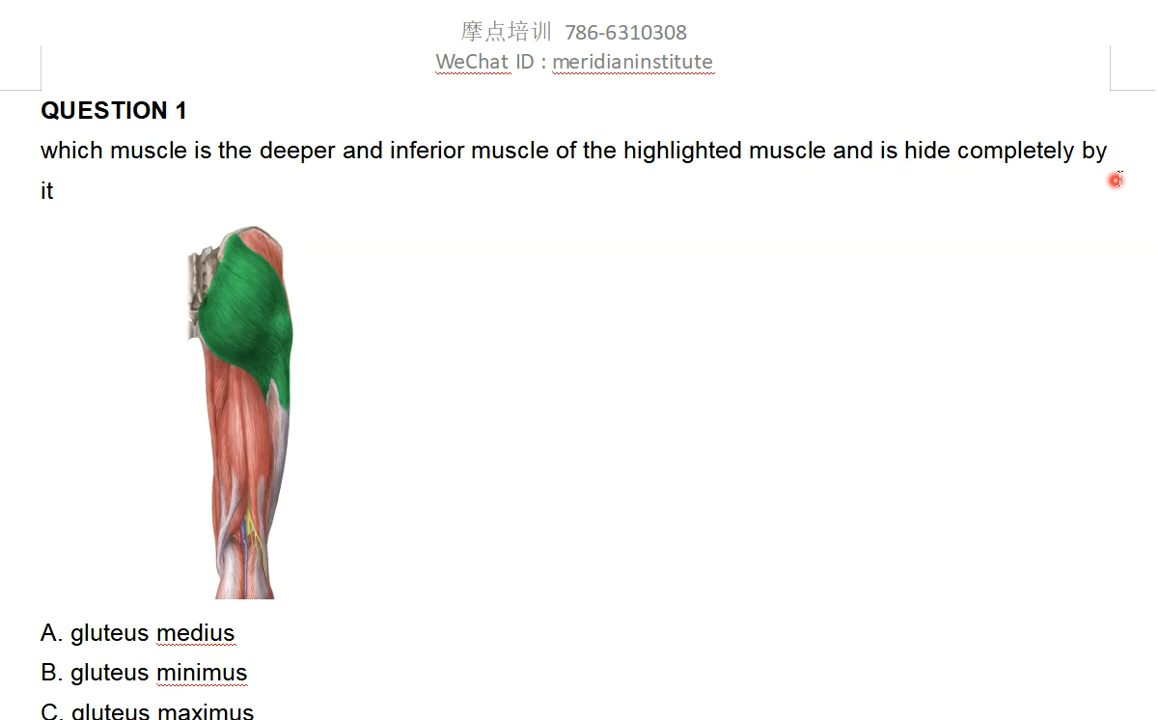 摩点培训 786-6310308
WeChat ID : meridianinstitute
QUESTION 1
which muscle is the deeper and inferior muscle of the highlighted muscle and is hide completely by
it
A. gluteus medius
B. gluteus minimus
C. gluteus maximus